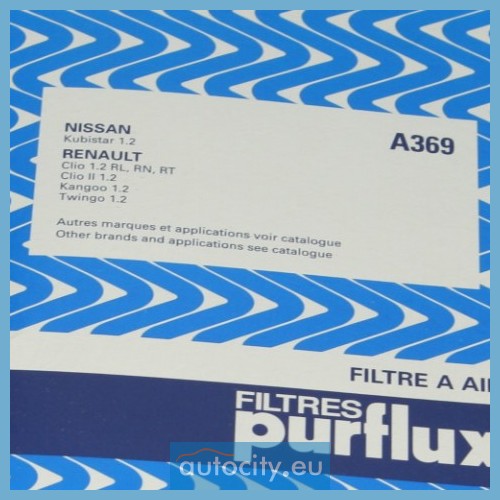 NISSAN
Kubistar 1.2
A369
RENAULT
Clio 1.2 RL, RN, RT
Clio II 1.2
Kangoo 1.2
Twingo 1.2
Autres marques et applications voir catalogue
Other brands and applications see catalogue
FILTRE A AI
FILTRES
purflux
autocity.eu